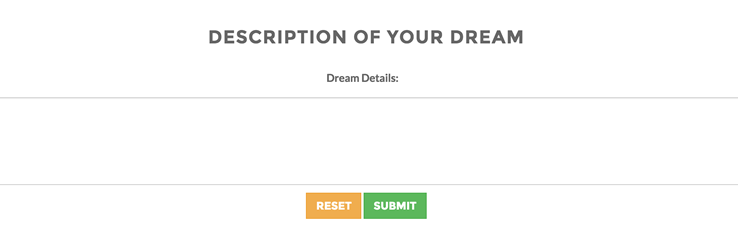 DESCRIPTION OF YOUR DREAM
Dream Details:
RESET SUBMIT